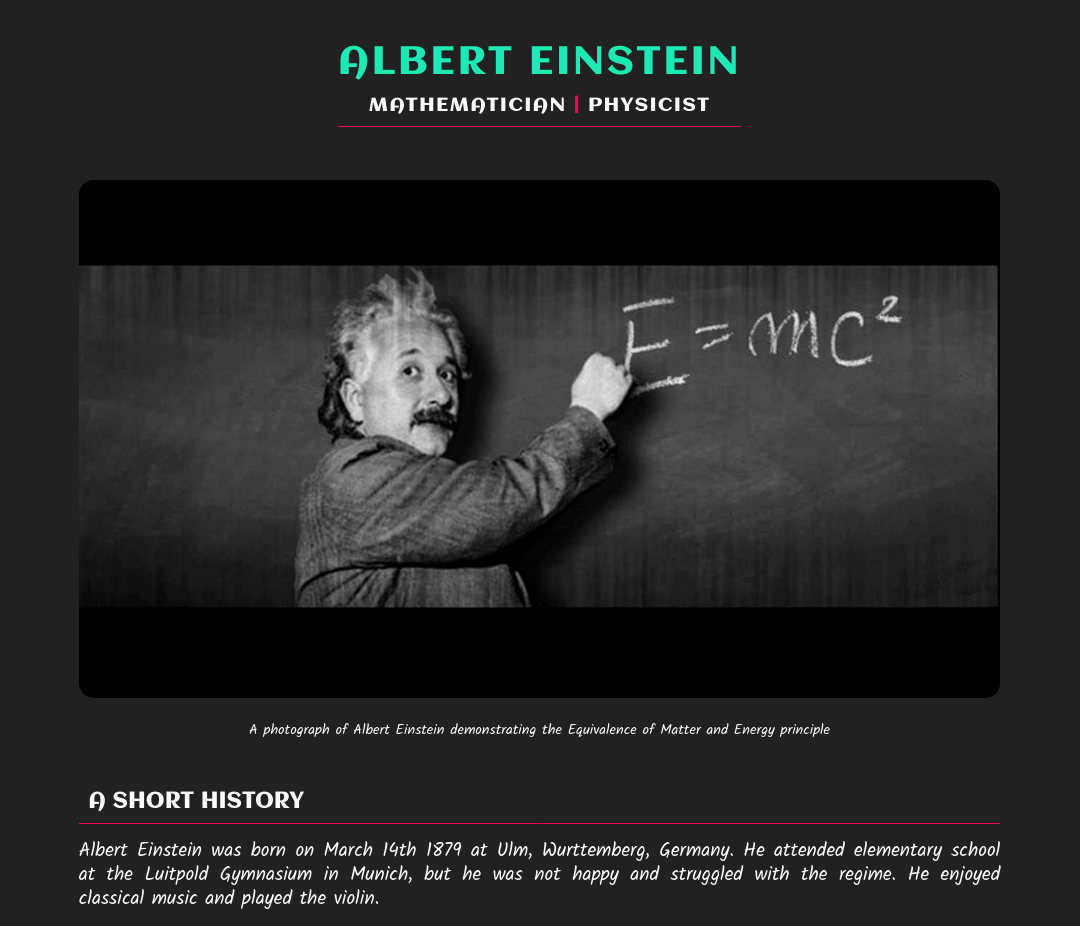 ALBERT EINSTEIN
MATHEMATICIAN | PHYSICIST
E = mc²
A photograph of Albert Einstein demonstrating the Equivalence of Matter and Energy principle
A SHORT HISTORY
Albert Einstein was born on March 14th 1879 at Ulm, Wurttemberg, Germany. He attended elementary school
at the Luitpold Gymnasium in Munich, but he was not happy and struggled with the regime. He enjoyed
classical music and played the violin.